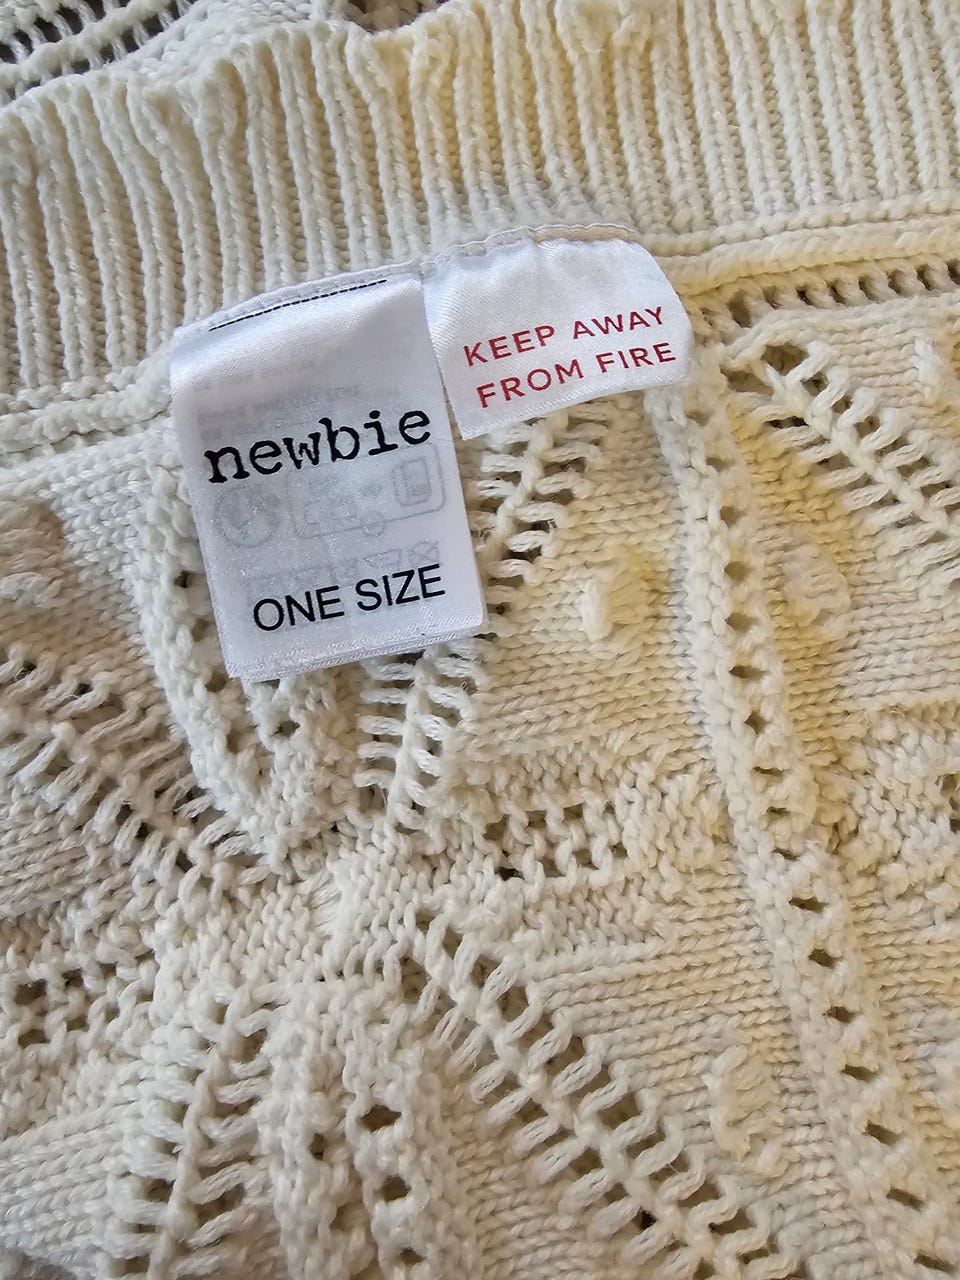 newbie
ONE SIZE
KEEP AWAY
FROM FIRE